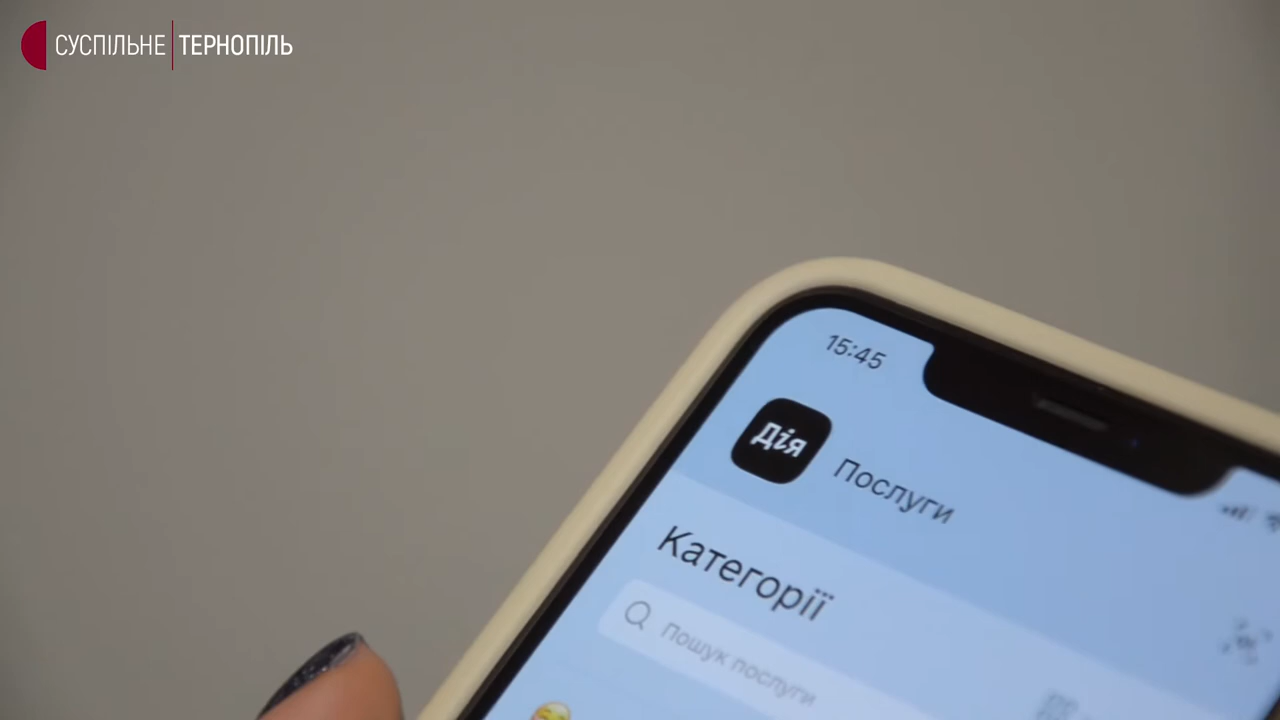 СУСПІЛЬНЕ ТЕРНОПІЛЬ
15:45
Дія
Послуги
Категорії
Пошук послуги